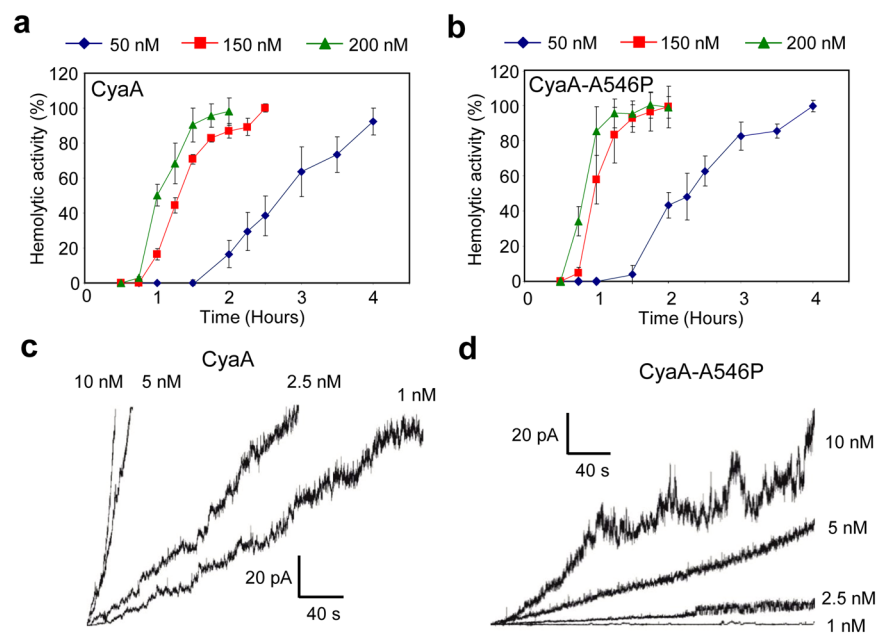 a
50 nM 150 nM 200 nM
CyaA
Hemolytic activity (%)
120
100
80
60
40
20
0
0 1 2 3 4
Time (Hours)
b
50 nM 150 nM 200 nM
CyaA-A546P
Hemolytic activity (%)
120
100
80
60
40
20
0
0 1 2 3 4
Time (Hours)
c
CyaA
10 nM 5 nM 2.5 nM 1 nM
20 pA
40 s
d
CyaA-A546P
20 pA
40 s
10 nM
5 nM
2.5 nM
1 nM